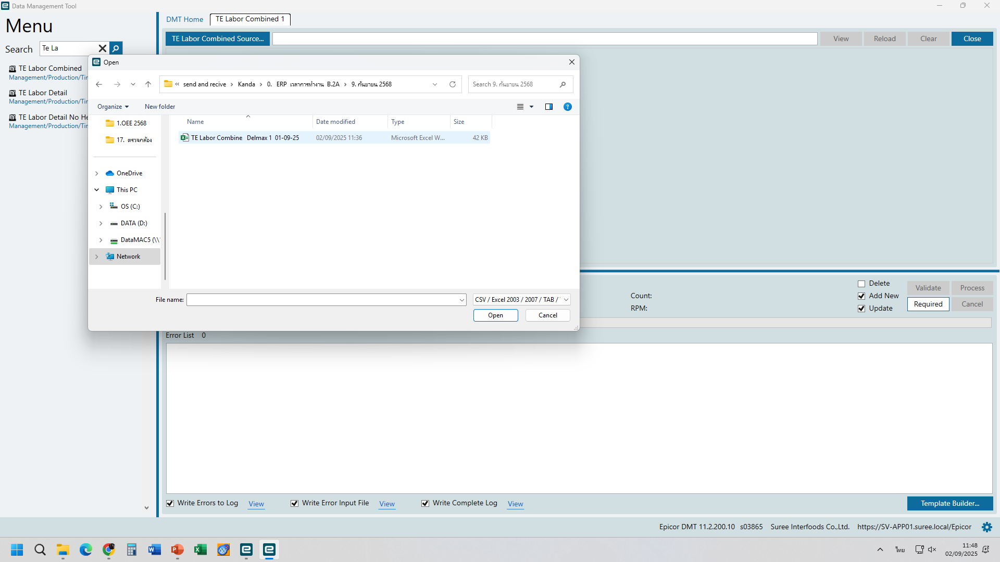 Data Management Tool
Menu
Search
Te La
TE Labor Combined
Management/Production/Tir
TE Labor Detail
Management/Production/Tir
TE Labor Detail No He
Management/Production/Tir
DMT Home
TE Labor Combined 1
TE Labor Combined Source...
View
Reload
Clear
Close
Open
« send and recive › Kanda › 0. ERP เวลาการทำงาน B.2A › 9. กันยายน 2568
Search 9. กันยายน 2568
Organize
New folder
1.OEE 2568
17. ตรวจกล้อง
OneDrive
This PC
OS (C:)
DATA (D:)
DataMAC5 (\\
Network
Name
Date modified
Type
Size
TE Labor Combine Delmax 1 01-09-25
02/09/2025 11:36
Microsoft Excel W...
42 KB
File name:
CSV / Excel 2003 / 2007 / TAB /
Open
Cancel
Count:
RPM:
Delete
Add New
Update
Validate
Process
Required
Cancel
Error List 0
Write Errors to Log
View
Write Error Input File
View
Write Complete Log
View
Template Builder...
Epicor DMT 11.2.200.10 s03865 Suree Interfoods Co.,Ltd. https://SV-APP01.suree.local/Epicor
ไทย
11:48
02/09/2025